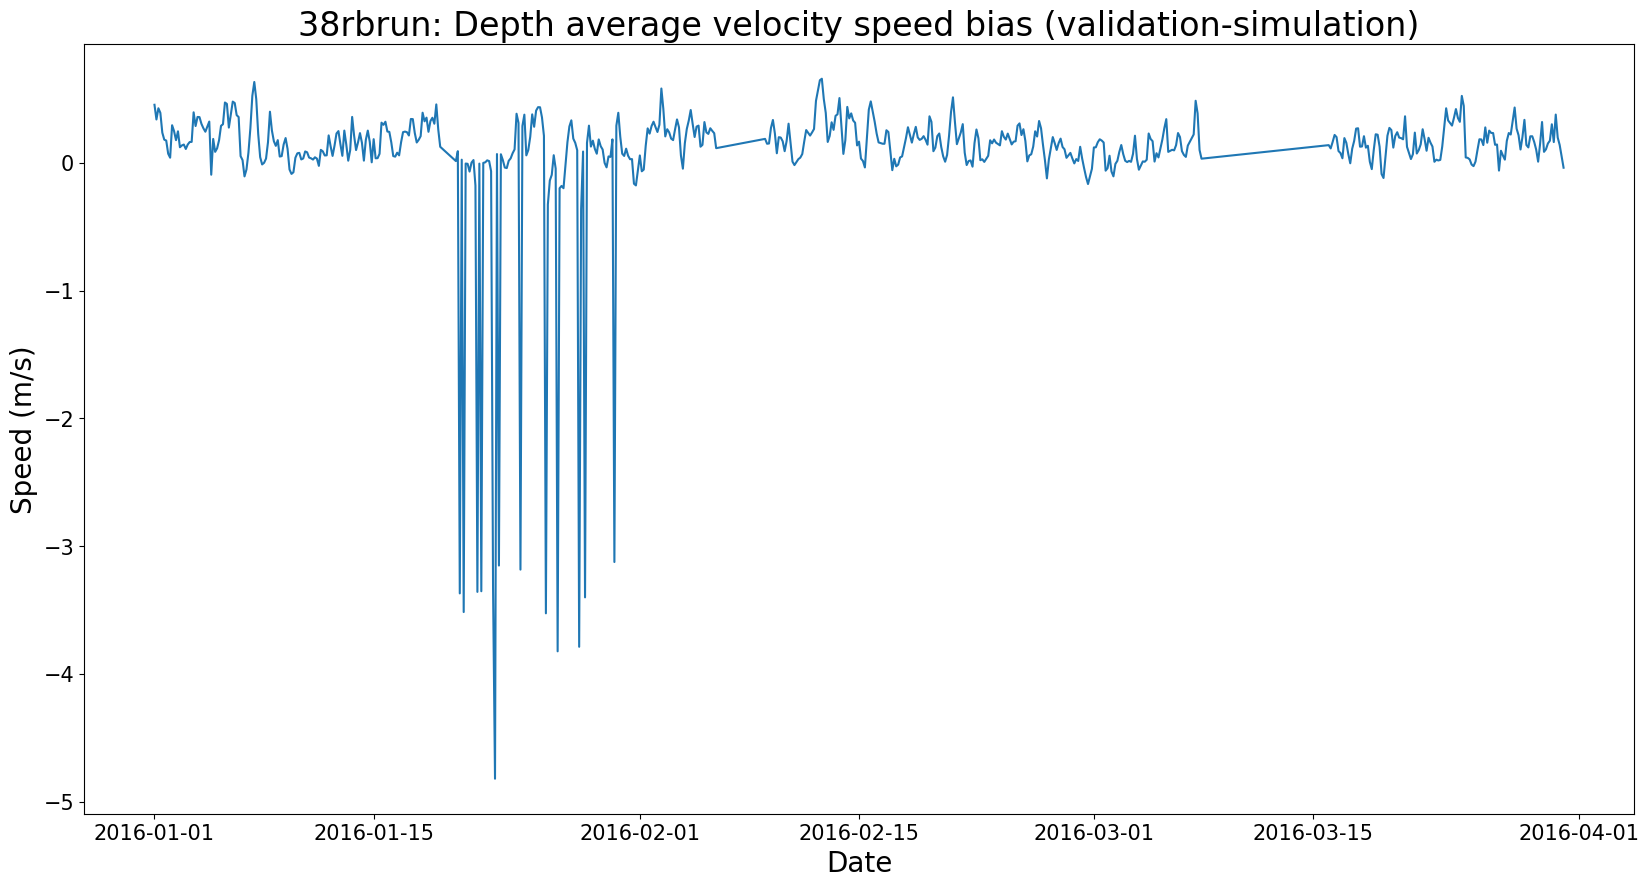 38rbrun: Depth average velocity speed bias (validation-simulation)
Speed (m/s)
0
−1
−2
−3
−4
−5
2016-01-01 2016-01-15 2016-02-01 2016-02-15 2016-03-01 2016-03-15 2016-04-01
Date